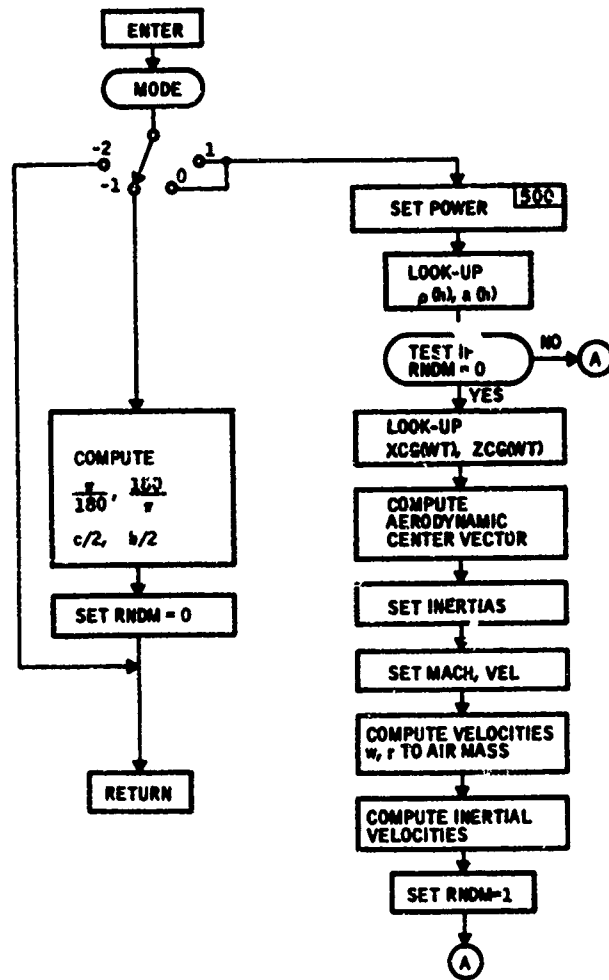 ENTER
MODE
-2
-1
0
1
SET POWER
500
LOOK-UP
ρ(h), a(h)
TEST IF
RNDM = 0
NO
A
YES
LOOK-UP
XCG(WT), ZCG(WT)
COMPUTE
AERODYNAMIC
CENTER VECTOR
SET INERTIAS
SET MACH, VEL
COMPUTE VELOCITIES
w, r TO AIR MASS
COMPUTE INERTIAL
VELOCITIES
SET RNDM=1
A
COMPUTE
π/180, 180/π
c/2, b/2
SET RNDM = 0
RETURN